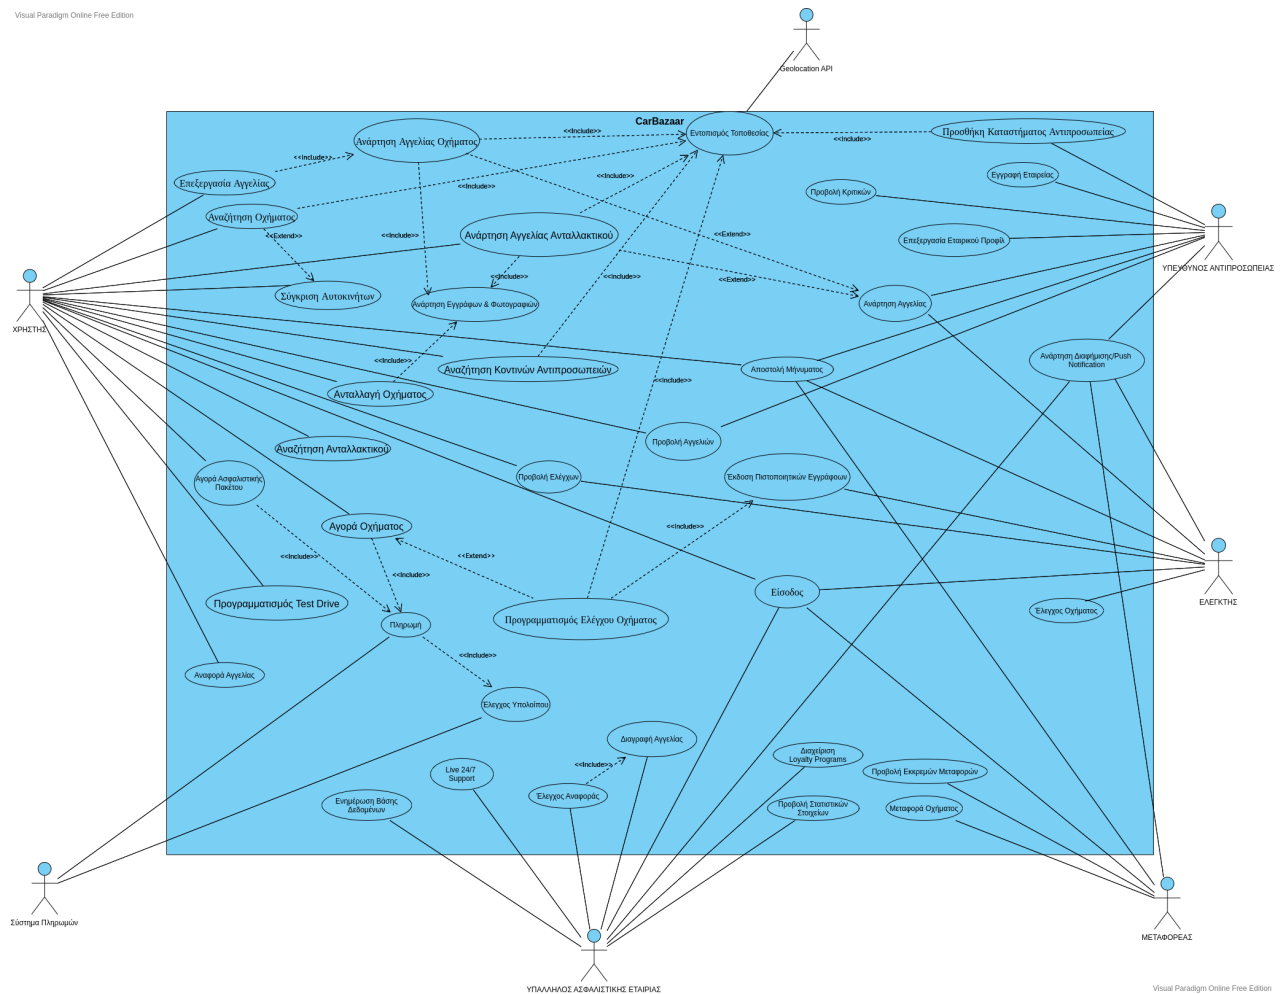 Visual Paradigm Online Free Edition
Geolocation API
CarBazaar
Ανάρτηση Αγγελίας Οχήματος
<<Include>>
Εντοπισμός Τοποθεσίας
<<Include>>
Προσθήκη Καταστήματος Αντιπροσωπείας
<<Include>>
Επεξεργασία Αγγελίας
<<Include>>
<<Include>>
Εγγραφή Εταιρείας
Προβολή Κριτικών
Αναζήτηση Οχήματος
<<Extend>>
<<Include>>
Ανάρτηση Αγγελίας Ανταλλακτικού
<<Extend>>
Επεξεργασία Εταιρικού Προφίλ
ΥΠΕΥΘΥΝΟΣ ΑΝΤΙΠΡΟΣΩΠΕΙΑΣ
<<Include>>
<<Include>>
<<Extend>>
Σύγκριση Αυτοκινήτων
Ανάρτηση Εγγράφων & Φωτογραφιών
Ανάρτηση Αγγελίας
ΧΡΗΣΤΗΣ
<<Include>>
Αναζήτηση Κοντινών Αντιπροσωπειών
Αποστολή Μήνυματος
Ανάρτηση Διαφήμισης/Push
Notification
<<Include>>
Ανταλλαγή Οχήματος
Προβολή Αγγελιών
Αναζήτηση Ανταλλακτικού
Αγορά Ασφαλιστικής
Πακέτου
Προβολή Ελέγχων
Έκδοση Πιστοποιητικών Εγγράφοων
Αγορά Οχήματος
<<Include>>
<<Include>>
<<Extend>>
<<Include>>
Είσοδος
ΕΛΕΓΚΤΗΣ
Προγραμματισμός Test Drive
Προγραμματισμός Ελέγχου Οχήματος
Έλεγχος Οχήματος
Πληρωμή
<<Include>>
Αναφορά Αγγελίας
Έλεγχος Υπολοίπου
Διαγραφή Αγγελίας
Διαχείριση
Loyalty Programs
<<Include>>
Live 24/7
Support
Προβολή Εκκρεμών Μεταφορών
Έλεγχος Αναφοράς
Ενημέρωση Βάσης
Δεδομένων
Προβολή Στατιστικών
Στοιχείων
Μεταφορά Οχήματος
Σύστημα Πληρωμών
ΜΕΤΑΦΟΡΕΑΣ
ΥΠΑΛΛΗΛΟΣ ΑΣΦΑΛΙΣΤΙΚΗΣ ΕΤΑΙΡΙΑΣ
Visual Paradigm Online Free Edition